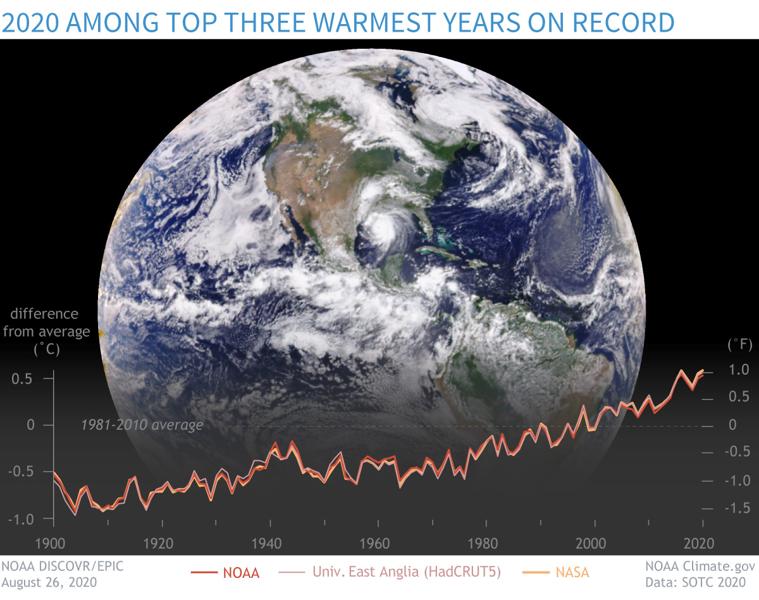 2020 AMONG TOP THREE WARMEST YEARS ON RECORD
difference
from average
(˚C)
(˚F)
0.5
0
-0.5
-1.0
1981-2010 average
1.0
0.5
0
-0.5
-1.0
-1.5
1900
1920
1940
1960
1980
2000
2020
NOAA DISCOVR/EPIC
August 26, 2020
NOAA
Univ. East Anglia (HadCRUT5)
NASA
NOAA Climate.gov
Data: SOTC 2020